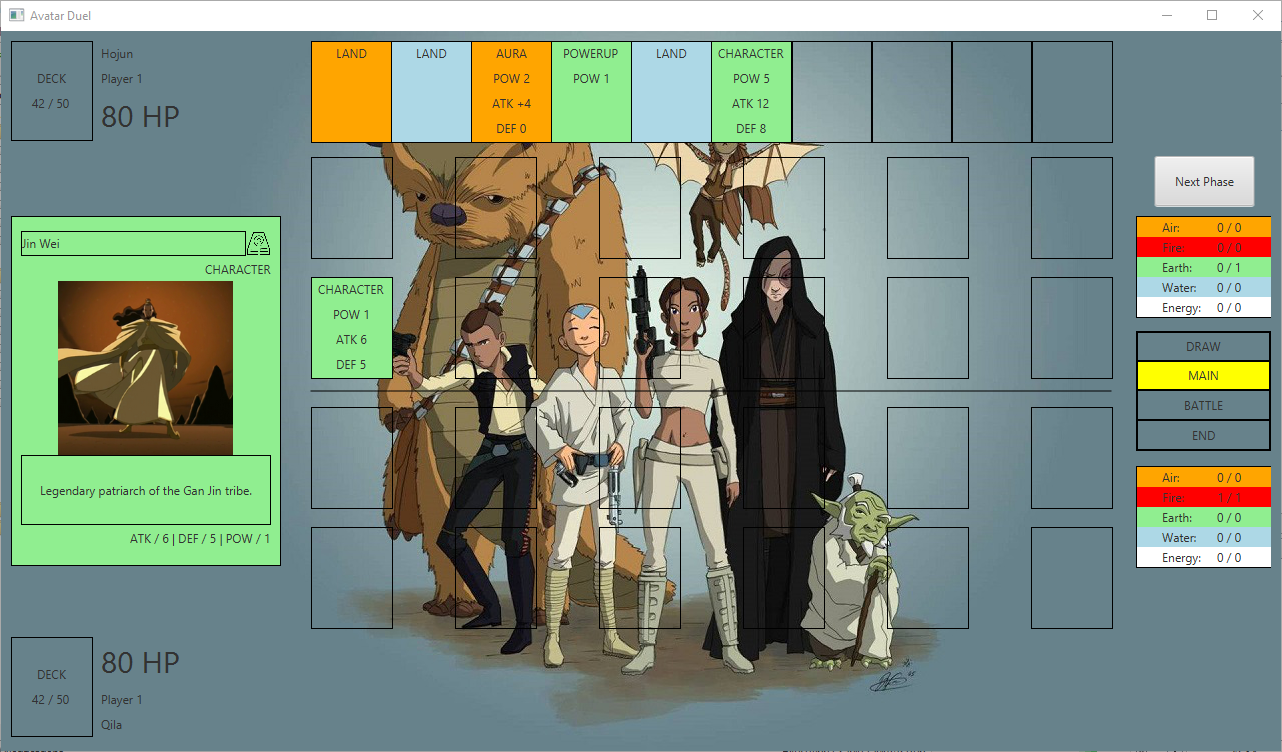 Avatar Duel
DECK
42 / 50
Hojun
Player 1
80 HP
LAND
LAND
AURA
POW 2
ATK +4
DEF 0
POWERUP
POW 1
LAND
CHARACTER
POW 5
ATK 12
DEF 8
Next Phase
Jin Wei
CHARACTER
Legendary patriarch of the Gan Jin tribe.
ATK / 6 | DEF / 5 | POW / 1
CHARACTER
POW 1
ATK 6
DEF 5
Air: 0 / 0
Fire: 0 / 0
Earth: 0 / 1
Water: 0 / 0
Energy: 0 / 0
DRAW
MAIN
BATTLE
END
Air: 0 / 0
Fire: 1 / 1
Earth: 0 / 0
Water: 0 / 0
Energy: 0 / 0
DECK
42 / 50
80 HP
Player 1
Qila